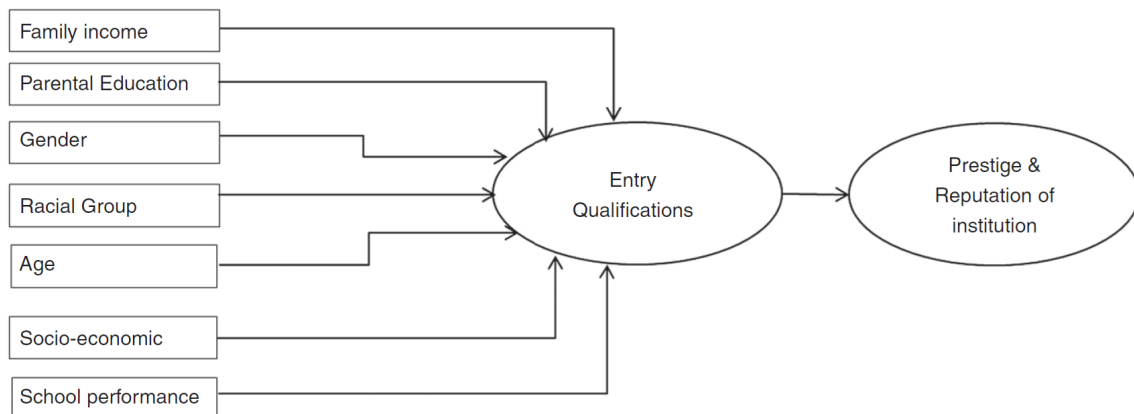 Family income
Parental Education
Gender
Racial Group
Age
Socio-economic
School performance
Entry
Qualifications
Prestige &
Reputation of
institution